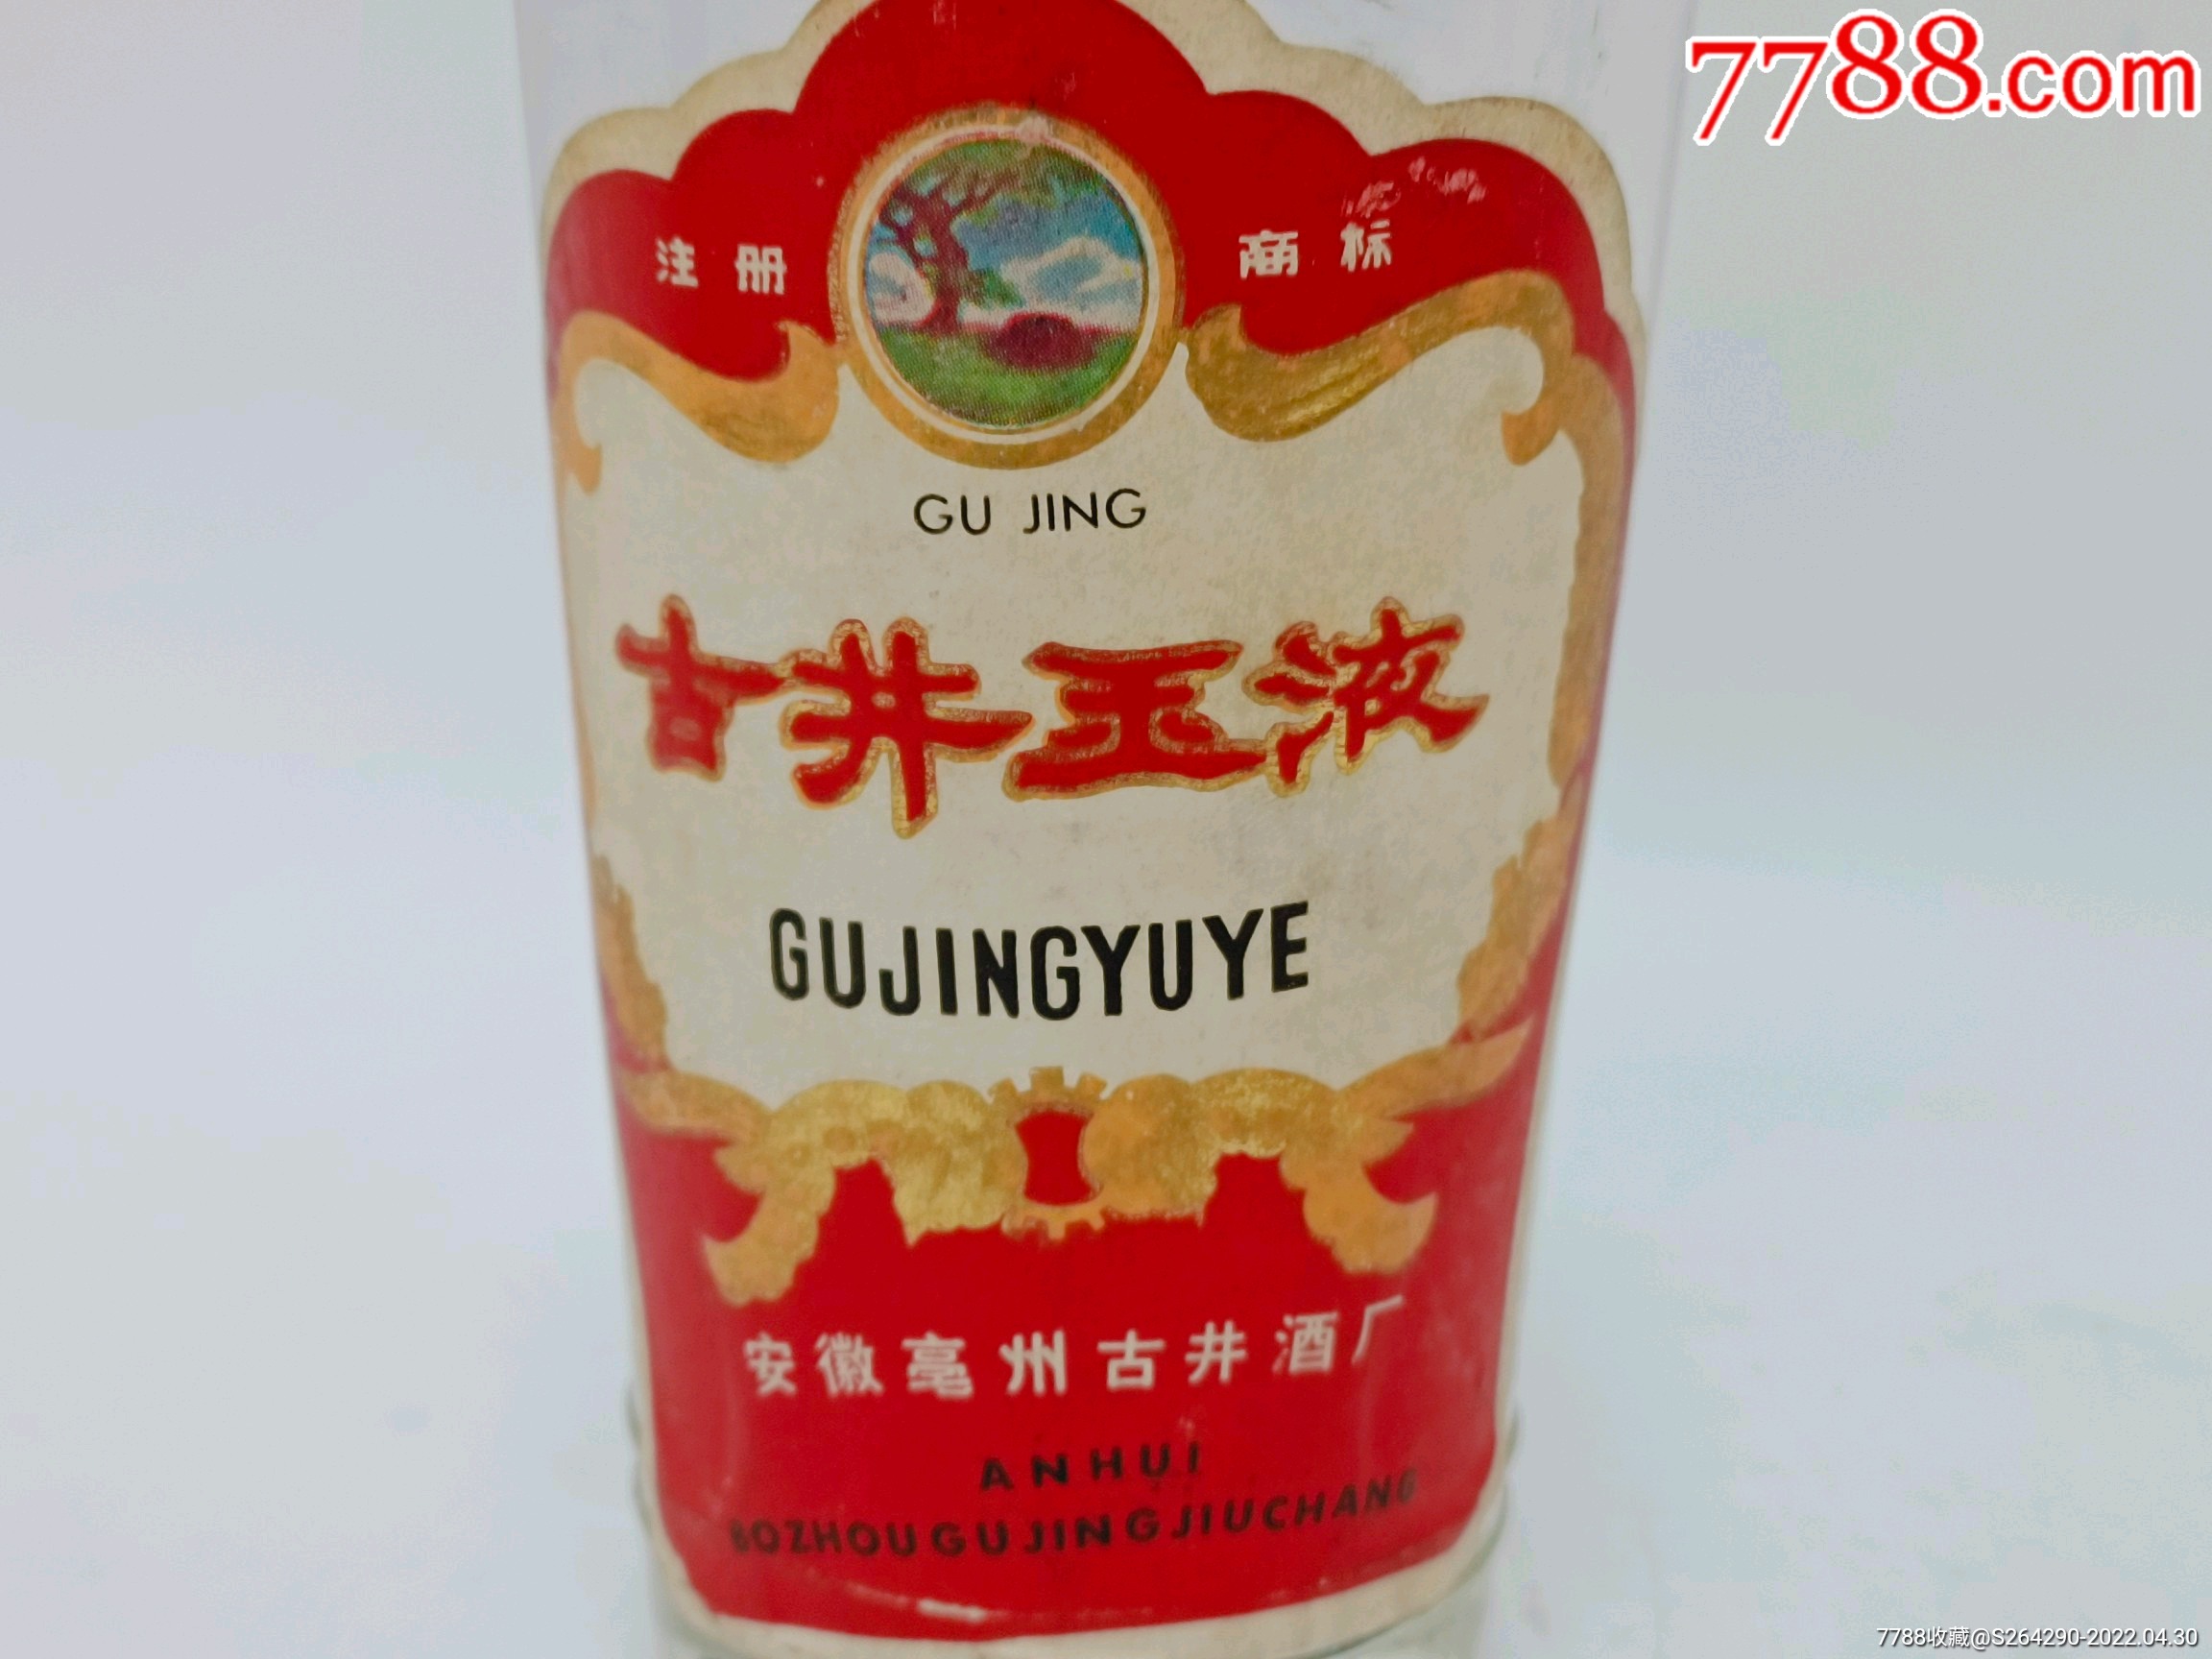 7788.com
注册 商标
GU JING
古井玉液
GUJINGYUYE
安徽亳州古井酒厂
ANHUI
BOZHOUGUJINGJIUCHANG
7788收藏@S264290-2022.04.30